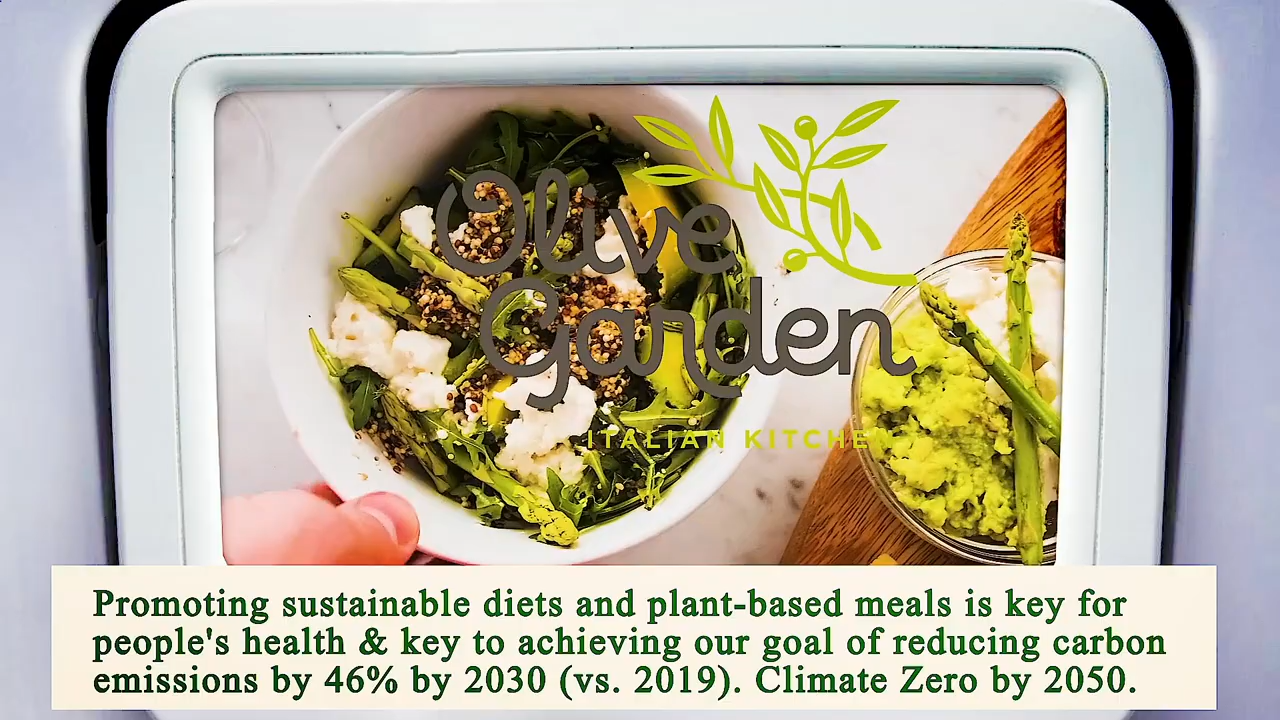 Olive
Garden
ITALIAN KITCHEN
Promoting sustainable diets and plant-based meals is key for
people's health & key to achieving our goal of reducing carbon
emissions by 46% by 2030 (vs. 2019). Climate Zero by 2050.